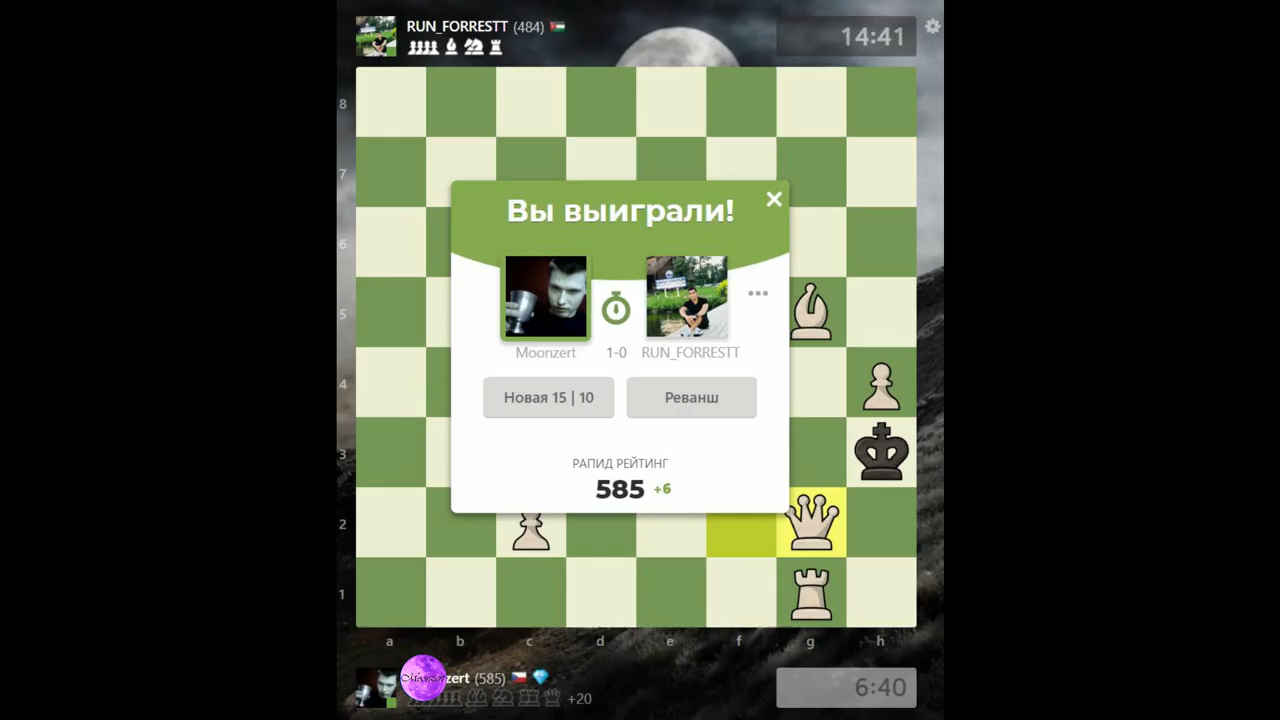 RUN_FORRESTT (484)
14:41
8
7
6
5
4
3
2
1
Вы выиграли!
Moonzert 1-0 RUN_FORRESTT
Новая 15 | 10 Реванш
РАПИД РЕЙТИНГ
585 +6
a b c d e f g h
zert (585)
+20
6:40